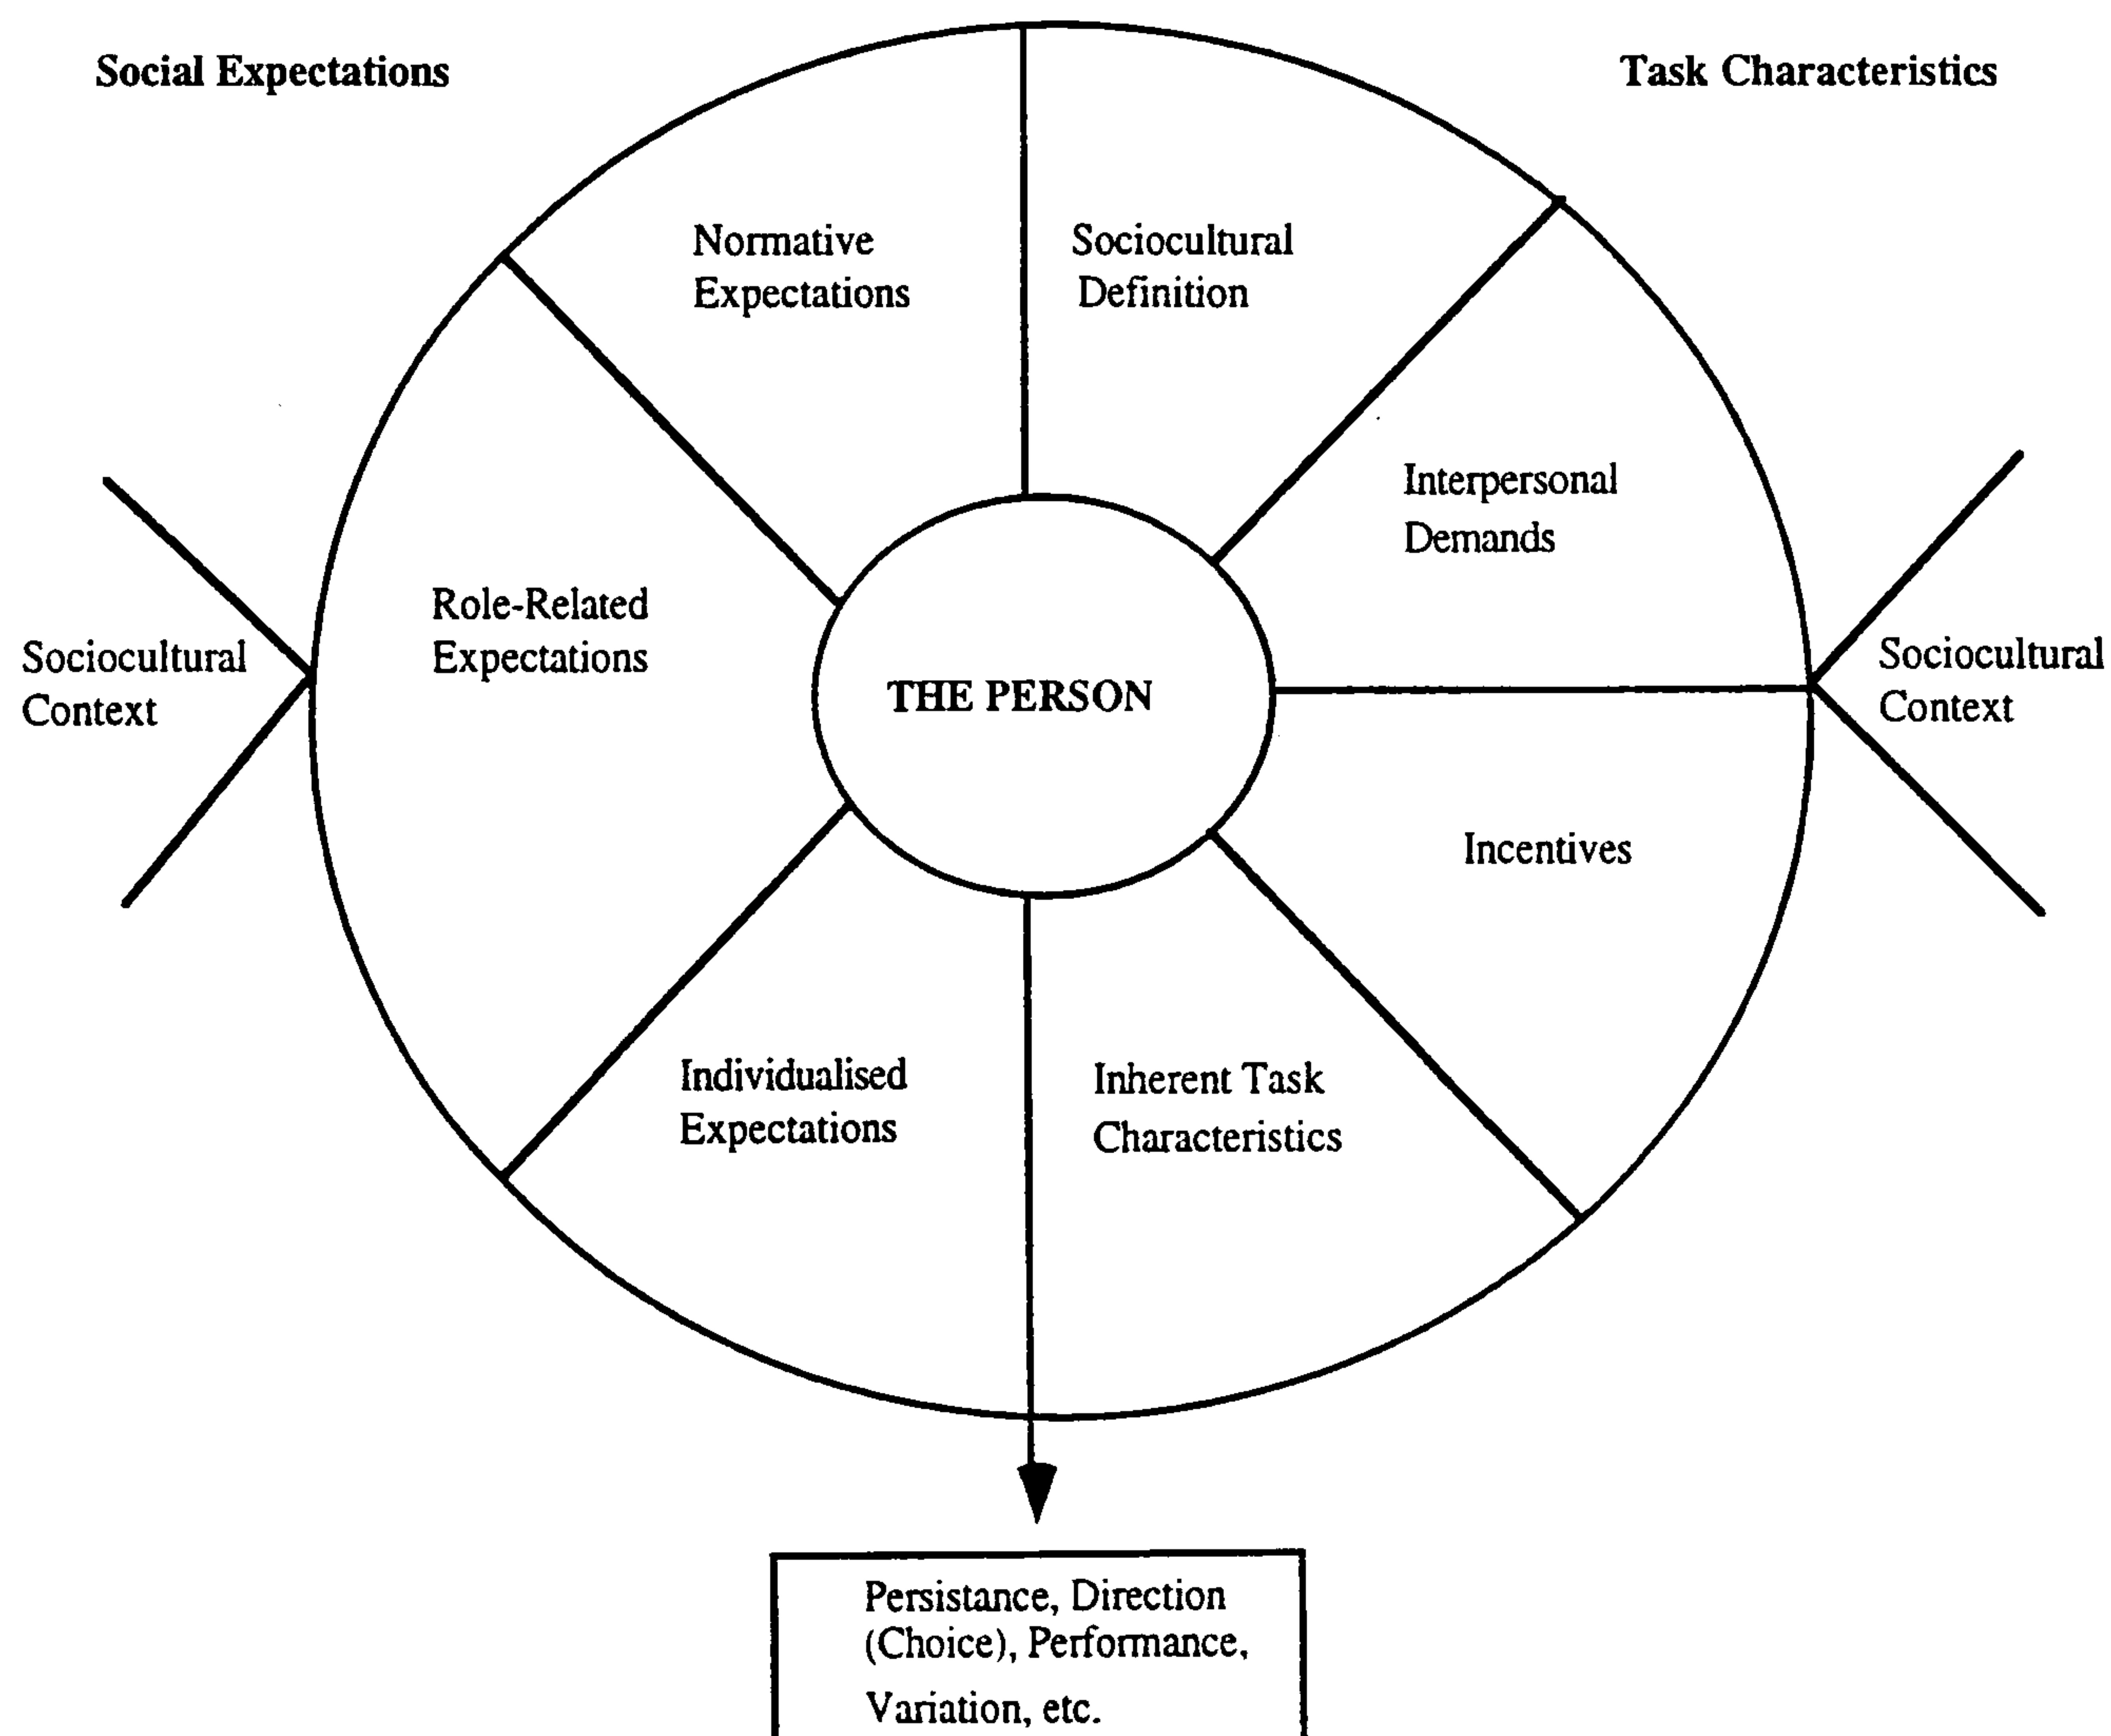 Social Expectations
Task Characteristics
Normative
Expectations
Sociocultural
Definition
Interpersonal
Demands
Role-Related
Expectations
Sociocultural
Context
THE PERSON
Sociocultural
Context
Incentives
Individualised
Expectations
Inherent Task
Characteristics
Persistance, Direction
(Choice), Performance,
Variation, etc.